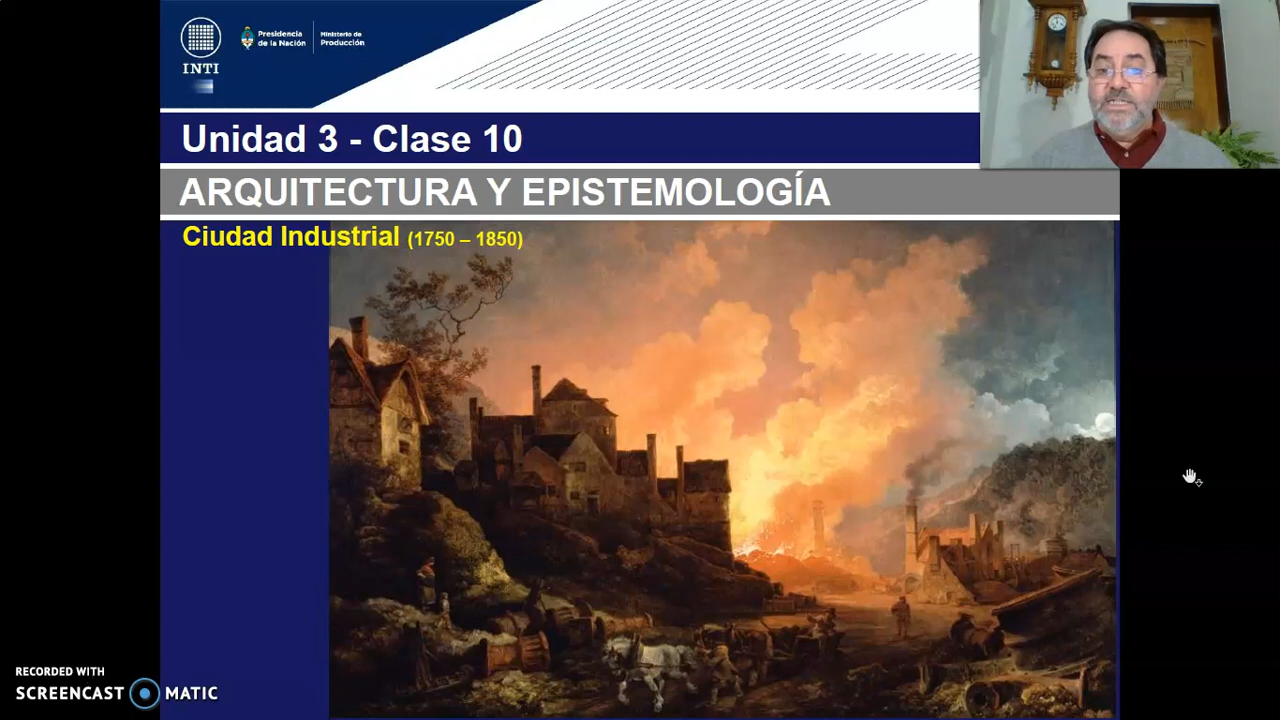 INTI
Presidencia
de la Nación
Ministerio de
Producción
Unidad 3 - Clase 10
ARQUITECTURA Y EPISTEMOLOGÍA
Ciudad Industrial (1750 – 1850)
RECORDED WITH
SCREENCAST MATIC